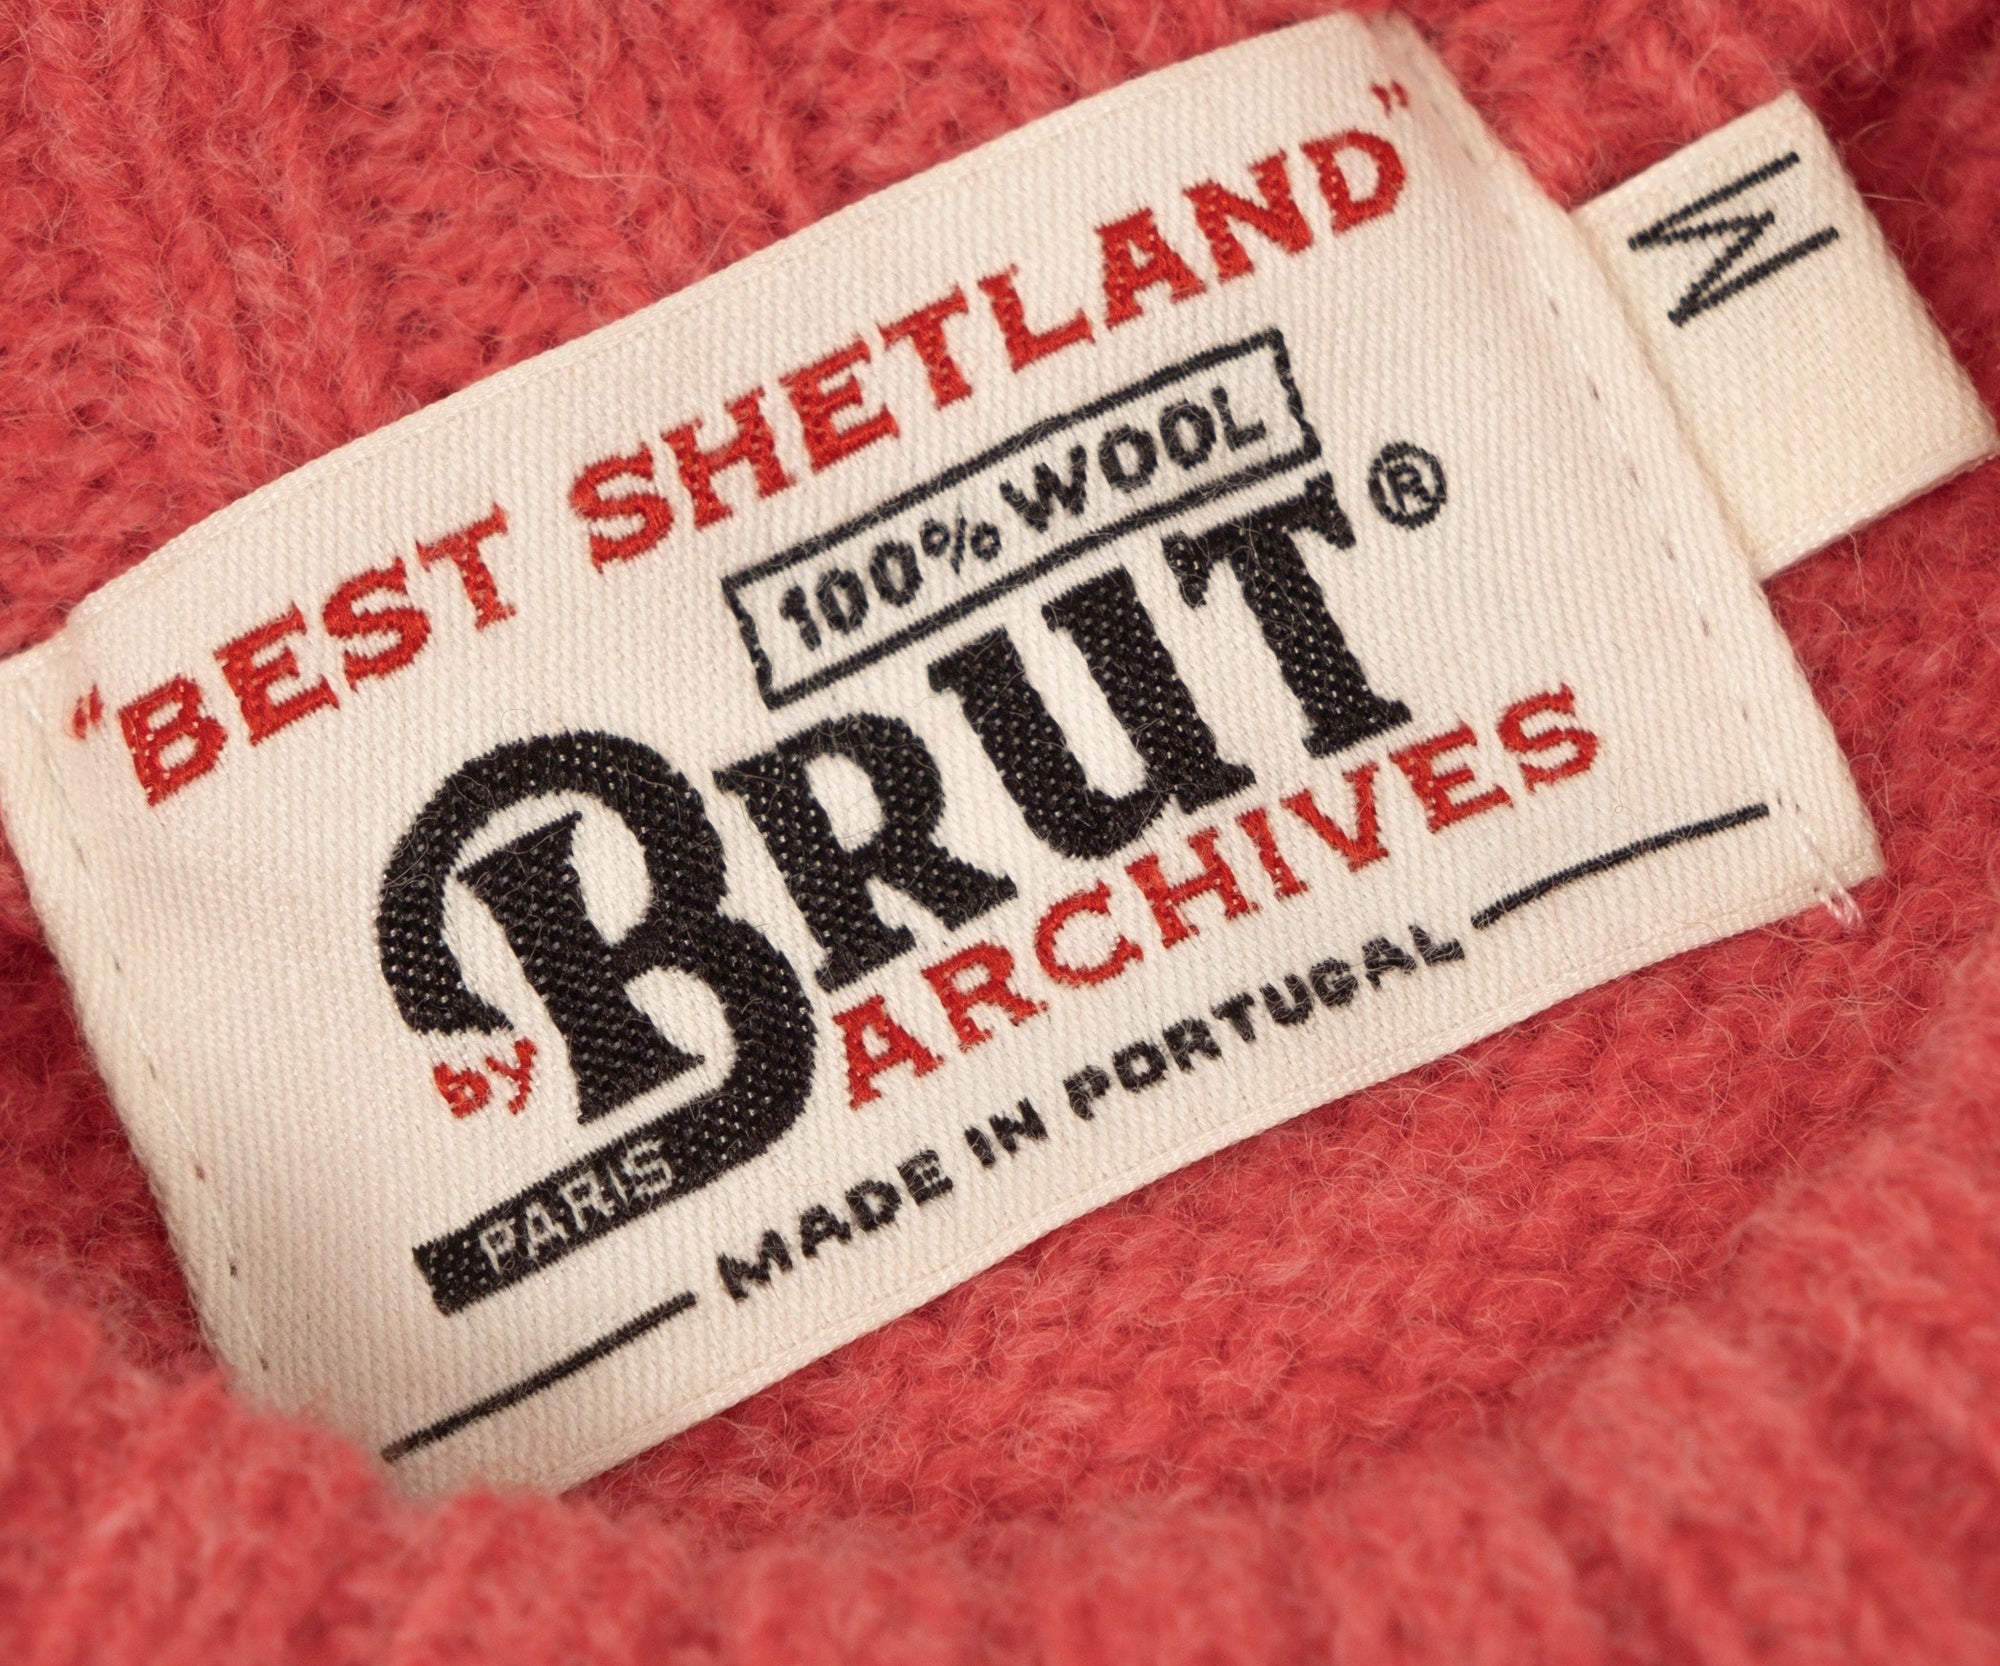 "BEST SHETLAND"
M
100% WOOL
BRUT®
by ARCHIVES
PARIS
MADE IN PORTUGAL